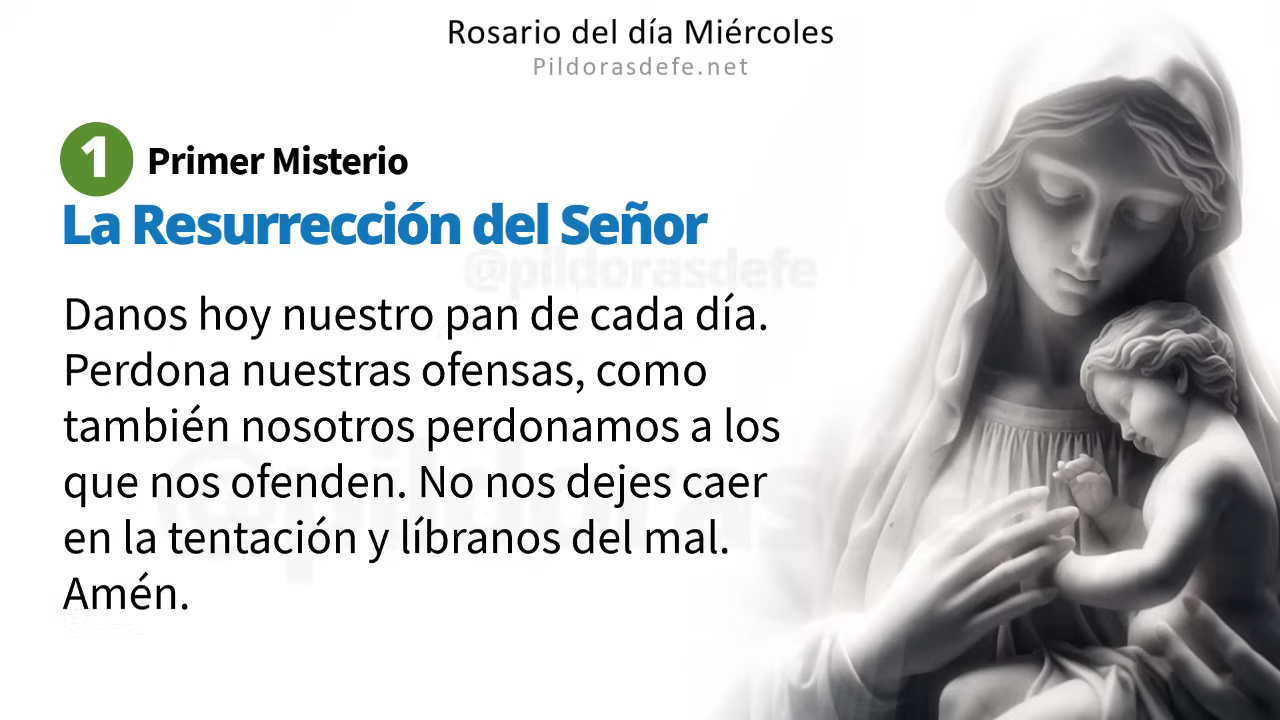 Rosario del día Miércoles
Pildorasdefe.net
1 Primer Misterio
La Resurrección del Señor
@pildorasdefe
Danos hoy nuestro pan de cada día.
Perdona nuestras ofensas, como
también nosotros perdonamos a los
que nos ofenden. No nos dejes caer
en la tentación y líbranos del mal.
Amén.